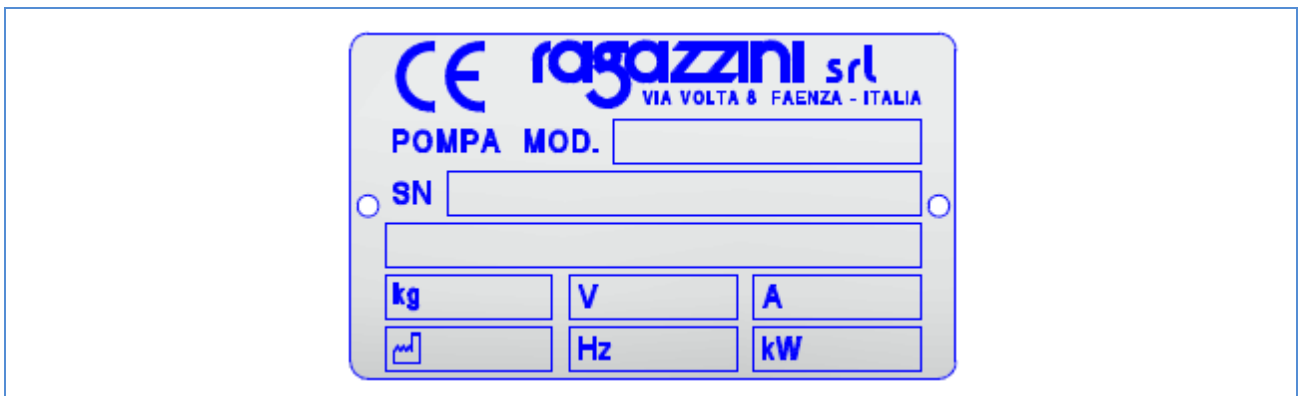 CE ragazzini srl
VIA VOLTA 8 FAENZA - ITALIA
POMPA MOD.
SN
kg V A
Hz kW